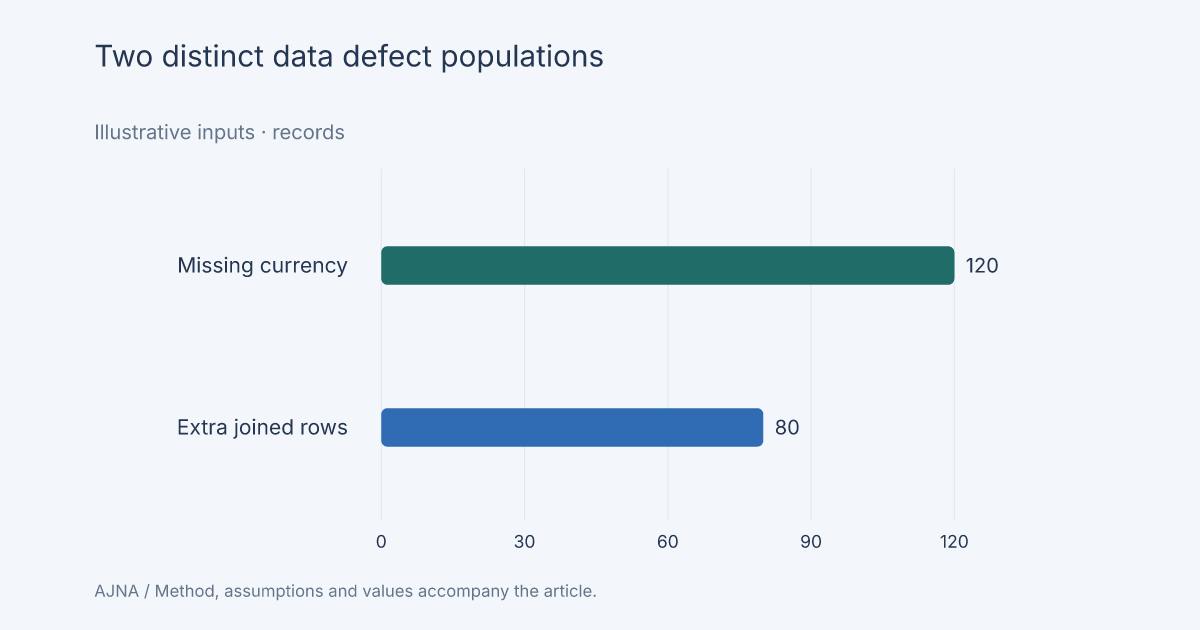 Two distinct data defect populations
Illustrative inputs · records
Missing currency 120
Extra joined rows 80
0 30 60 90 120
AJNA / Method, assumptions and values accompany the article.